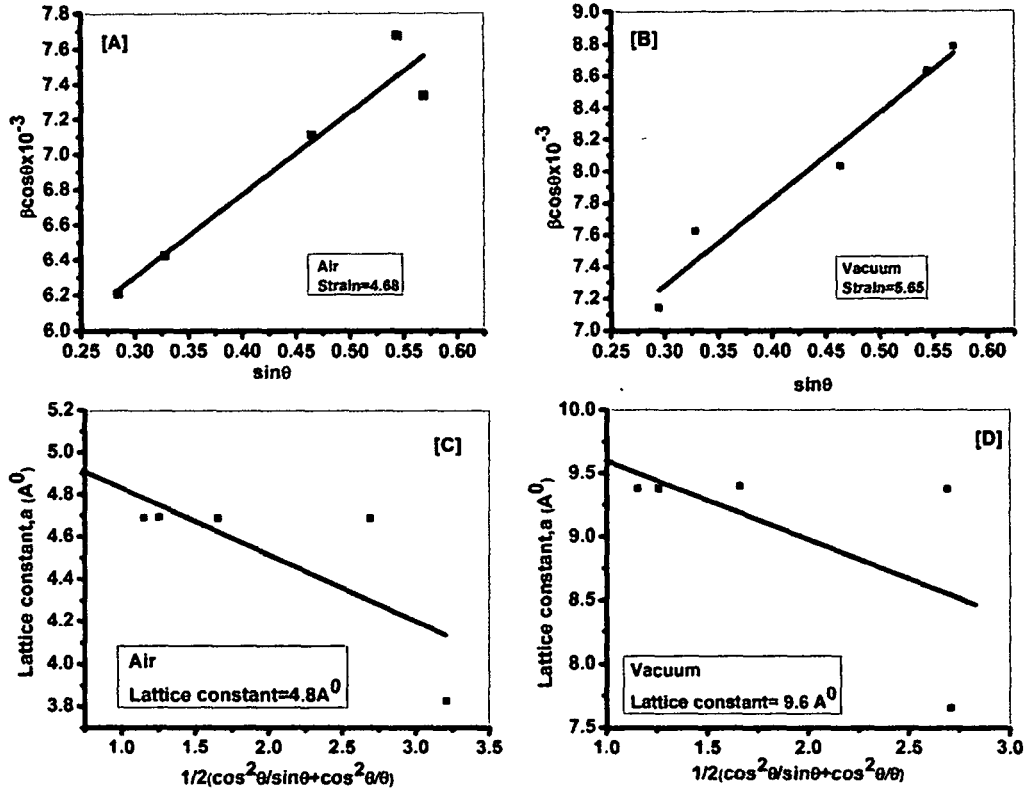 [A]
7.8
7.6
7.4
7.2
7.0
6.8
6.6
6.4
6.2
6.0
βcosθx10⁻³
Air
Strain=4.68
0.25 0.30 0.35 0.40 0.45 0.50 0.55 0.60
sinθ
[B]
9.0
8.8
8.6
8.4
8.2
8.0
7.8
7.6
7.4
7.2
7.0
βcosθx10⁻³
Vacuum
Strain=5.65
0.25 0.30 0.35 0.40 0.45 0.50 0.55 0.60
sinθ
[C]
5.2
5.0
4.8
4.6
4.4
4.2
4.0
3.8
Lattice constant,a (A⁰)
Air
Lattice constant=4.8A⁰
1.0 1.5 2.0 2.5 3.0 3.5
1/2(cos²θ/sinθ+cos²θ/θ)
[D]
10.0
9.5
9.0
8.5
8.0
7.5
Lattice constant,a (A⁰)
Vacuum
Lattice constant= 9.6 A⁰
1.0 1.5 2.0 2.5 3.0
1/2(cos²θ/sinθ+cos²θ/θ)